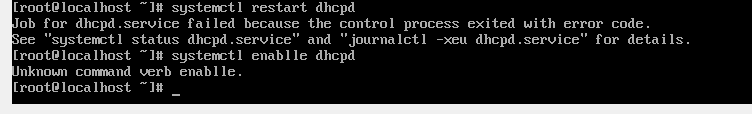 [root@localhost ~]# systemctl restart dhcpd
Job for dhcpd.service failed because the control process exited with error code.
See "systemctl status dhcpd.service" and "journalctl -xeu dhcpd.service" for details.
[root@localhost ~]# systemctl enablle dhcpd
Unknown command verb enablle.
[root@localhost ~]# _